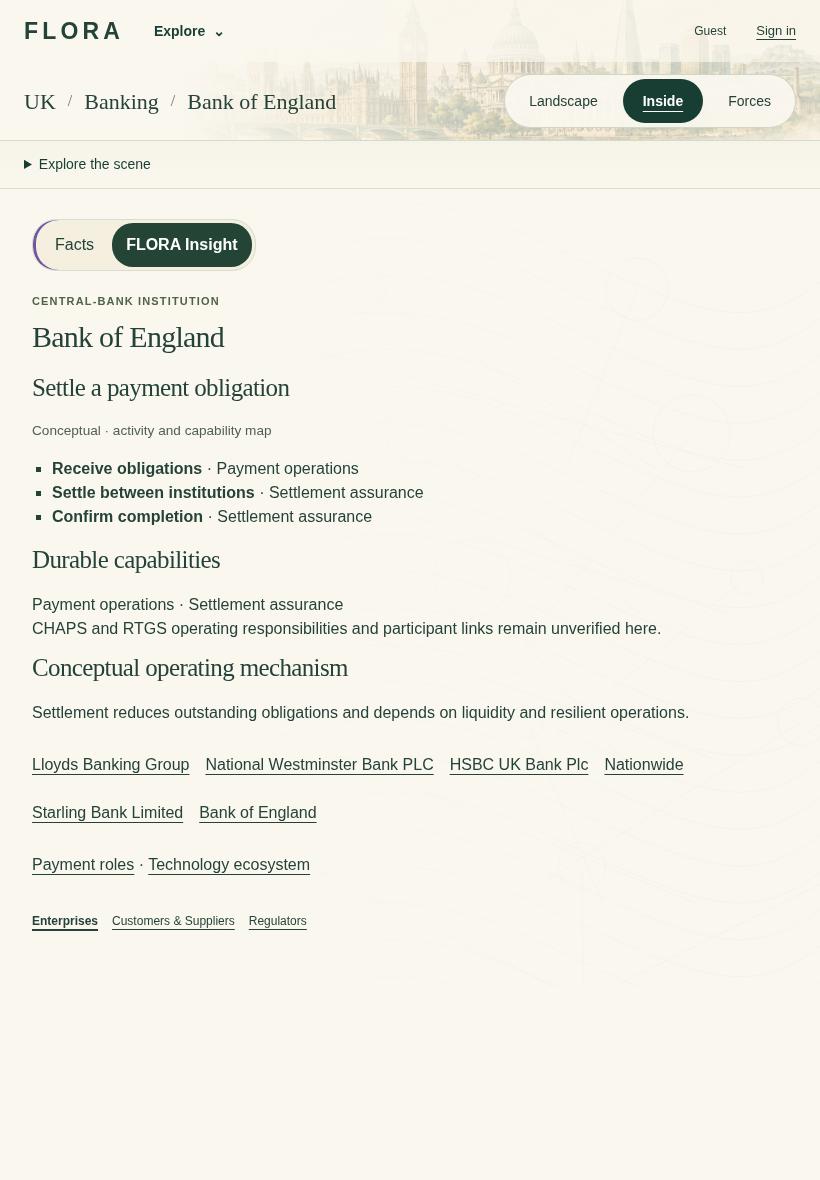 FLORA
Explore
Guest
Sign in
UK / Banking / Bank of England
Landscape
Inside
Forces
Explore the scene
Facts
FLORA Insight
CENTRAL-BANK INSTITUTION
Bank of England
Settle a payment obligation
Conceptual · activity and capability map
Receive obligations · Payment operations
Settle between institutions · Settlement assurance
Confirm completion · Settlement assurance
Durable capabilities
Payment operations · Settlement assurance
CHAPS and RTGS operating responsibilities and participant links remain unverified here.
Conceptual operating mechanism
Settlement reduces outstanding obligations and depends on liquidity and resilient operations.
Lloyds Banking Group National Westminster Bank PLC HSBC UK Bank Plc Nationwide
Starling Bank Limited Bank of England
Payment roles · Technology ecosystem
Enterprises Customers & Suppliers Regulators